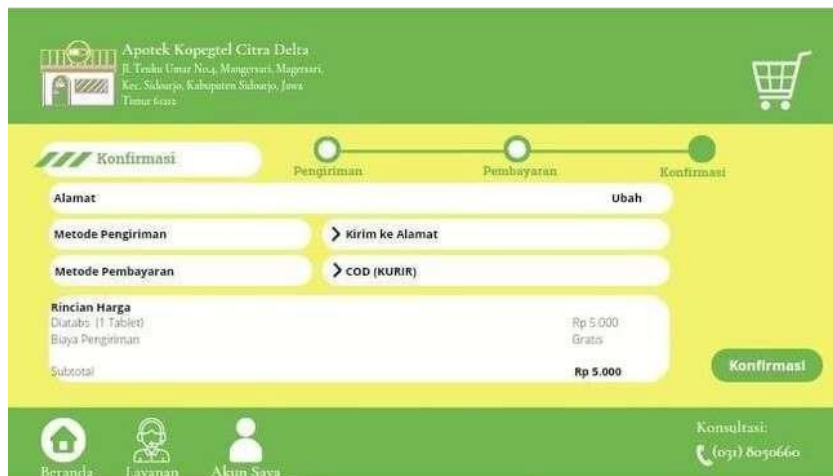 Apotek Kopegtel Citra Delta
Jl. Teuku Umar No.4, Mangersari, Magersari,
Kec. Sidoarjo, Kabupaten Sidoarjo, Jawa
Timur 61212
Konfirmasi
Pengiriman
Pembayaran
Konfirmasi
Alamat
Ubah
Metode Pengiriman
Kirim ke Alamat
Metode Pembayaran
COD (KURIR)
Rincian Harga
Diatabs (1 Tablet) Rp 5.000
Biaya Pengiriman Gratis
Subtotal Rp 5.000
Konfirmasi
Beranda
Layanan
Akun Saya
Konsultasi:
(031) 8050660